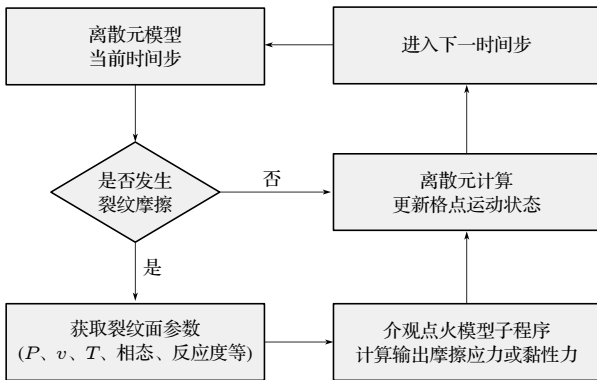 离散元模型
当前时间步
进入下一时间步
是否发生
裂纹摩擦
否
离散元计算
更新格点运动状态
是
获取裂纹面参数
(P、v、T、相态、反应度等)
介观点火模型子程序
计算输出摩擦应力或黏性力